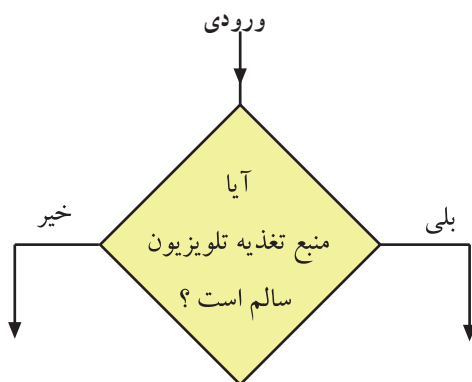 ورودی
آیا
منبع تغذیه تلویزیون
سالم است ؟
بلی
خیر